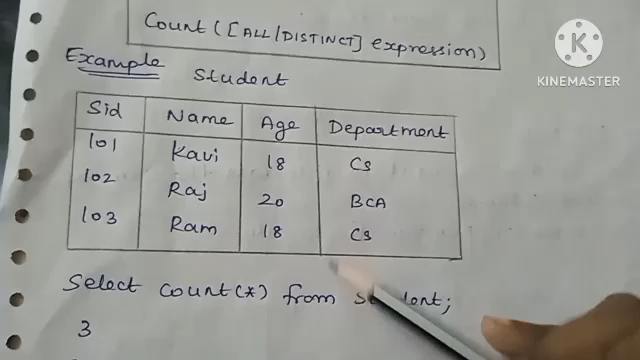 Count ([ALL/DISTINCT] expression)
KINEMASTER
Example Student
Sid Name Age Department
101 Kavi 18 Cs
102 Raj 20 BCA
103 Ram 18 Cs
Select count(*) from Student;
3